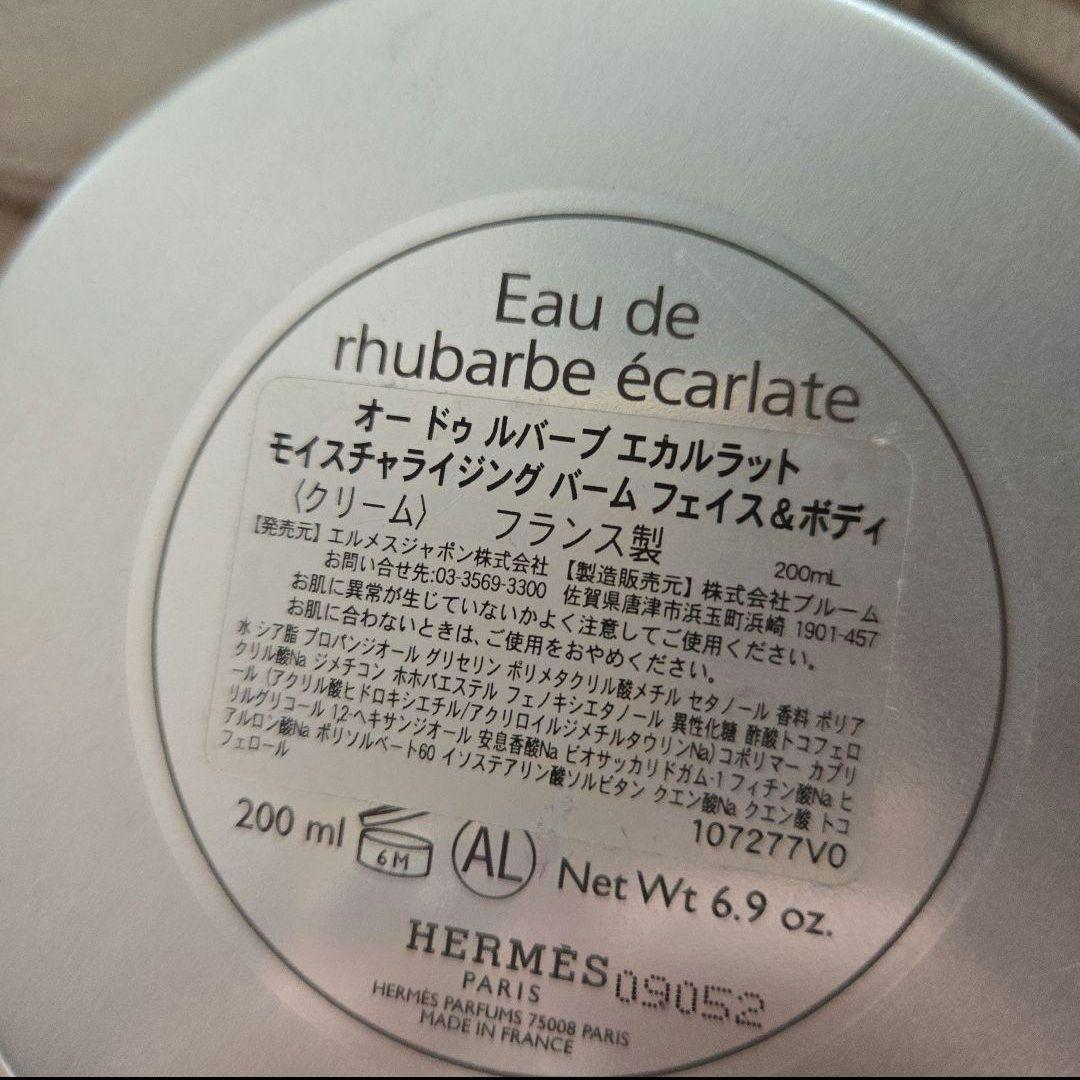 Eau de
rhubarbe écarlate
オー ドゥ ルバーブ エカルラット
モイスチャライジング バーム フェイス&ボディ
〈クリーム〉 フランス製 200mL
【発売元】エルメスジャポン株式会社 【製造販売元】株式会社ブルーム
お問い合せ先:03-3569-3300 佐賀県唐津市浜玉町浜崎 1901-457
お肌に異常が生じていないかよく注意してご使用ください。
お肌に合わないときは、ご使用をおやめください。
水 シア脂 プロパンジオール グリセリン ポリメタクリル酸メチル セタノール 香料 ポリア
クリル酸Na ジメチコン ホホバエステル フェノキシエタノール 異性化糖 酢酸トコフェロ
ール (アクリル酸ヒドロキシエチル/アクリロイルジメチルタウリンNa)コポリマー カプリ
リルグリコール 1,2-ヘキサンジオール 安息香酸Na ビオサッカリドガム-1 フィチン酸Na ヒ
アルロン酸Na ポリソルベート60 イソステアリン酸ソルビタン クエン酸Na クエン酸 トコ
フェロール
107277V0
200 ml 6M AL Net Wt 6.9 oz.
HERMÈS
PARIS
09052
HERMÈS PARFUMS 75008 PARIS
MADE IN FRANCE